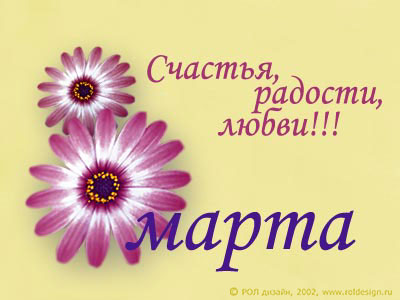 Счастья,
радости,
любви!!!
марта
© РОЛ дизайн, 2002, www.roldesign.ru